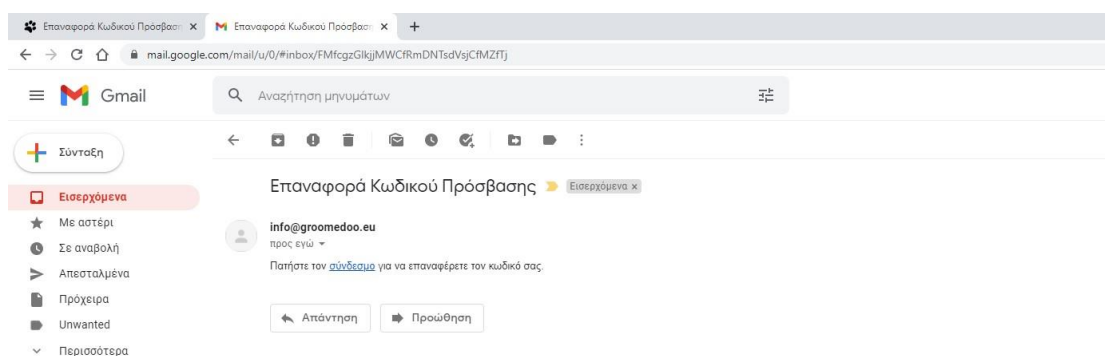 Επαναφορά Κωδικού Πρόσβασ
Επαναφορά Κωδικού Πρόσβασ
mail.google.com/mail/u/0/#inbox/FMfcgzGlkjjMWCfRmDNTsdVsjCfMZfTj
Gmail
Αναζήτηση μηνυμάτων
Σύνταξη
Επαναφορά Κωδικού Πρόσβασης
Εισερχόμενα x
Εισερχόμενα
info@groomedoo.eu
Με αστέρι
προς εγώ
Σε αναβολή
Πατήστε τον σύνδεσμο για να επαναφέρετε τον κωδικό σας.
Απεσταλμένα
Πρόχειρα
Απάντηση
Προώθηση
Unwanted
Περισσότερα